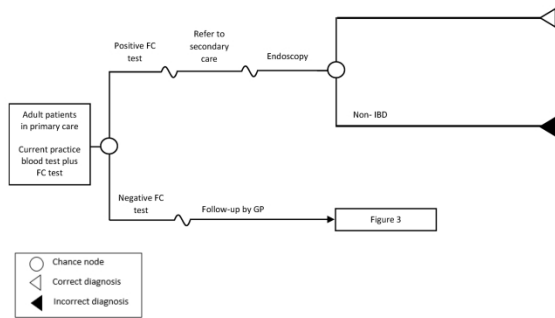 Positive FC
test
Refer to
secondary
care
Endoscopy
Non- IBD
Adult patients
in primary care
Current practice
blood test plus
FC test
Negative FC
test
Follow-up by GP
Figure 3
Chance node
Correct diagnosis
Incorrect diagnosis